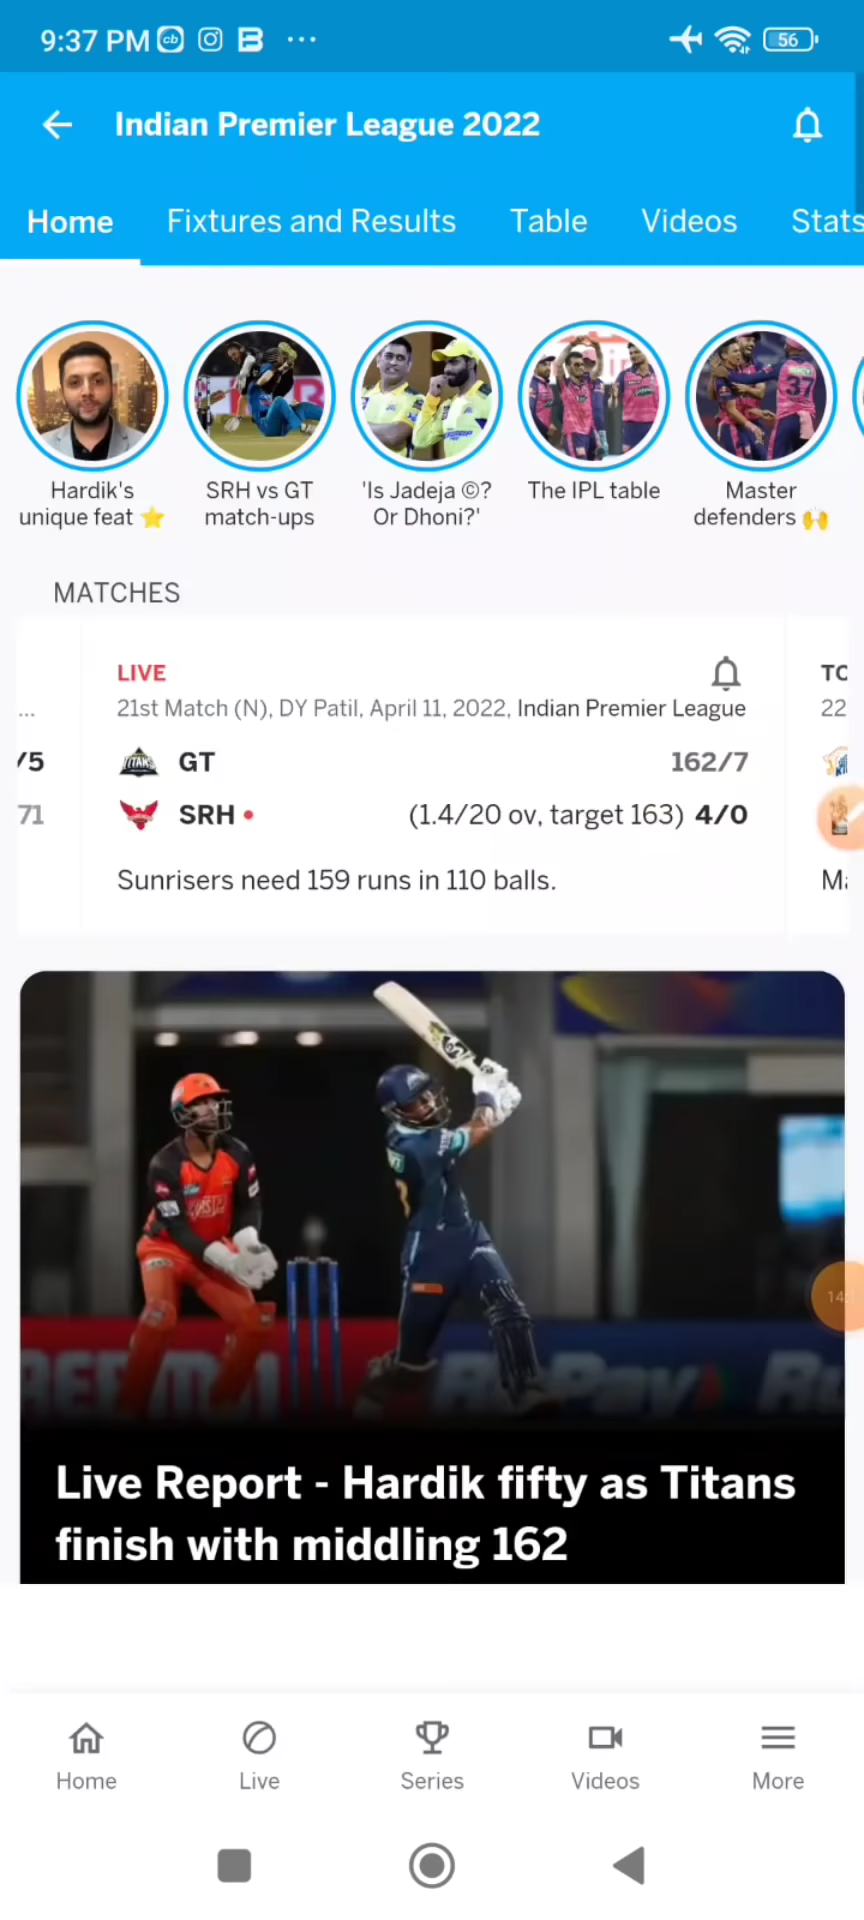 9:37 PM
56
Indian Premier League 2022
Home
Fixtures and Results
Table
Videos
Stats
Hardik's
unique feat ⭐
SRH vs GT
match-ups
'Is Jadeja ©?
Or Dhoni?'
The IPL table
Master
defenders 🙌
MATCHES
...
/5
71
LIVE
21st Match (N), DY Patil, April 11, 2022, Indian Premier League
GT 162/7
SRH • (1.4/20 ov, target 163) 4/0
Sunrisers need 159 runs in 110 balls.
22
37
Live Report - Hardik fifty as Titans
finish with middling 162
Home
Live
Series
Videos
More